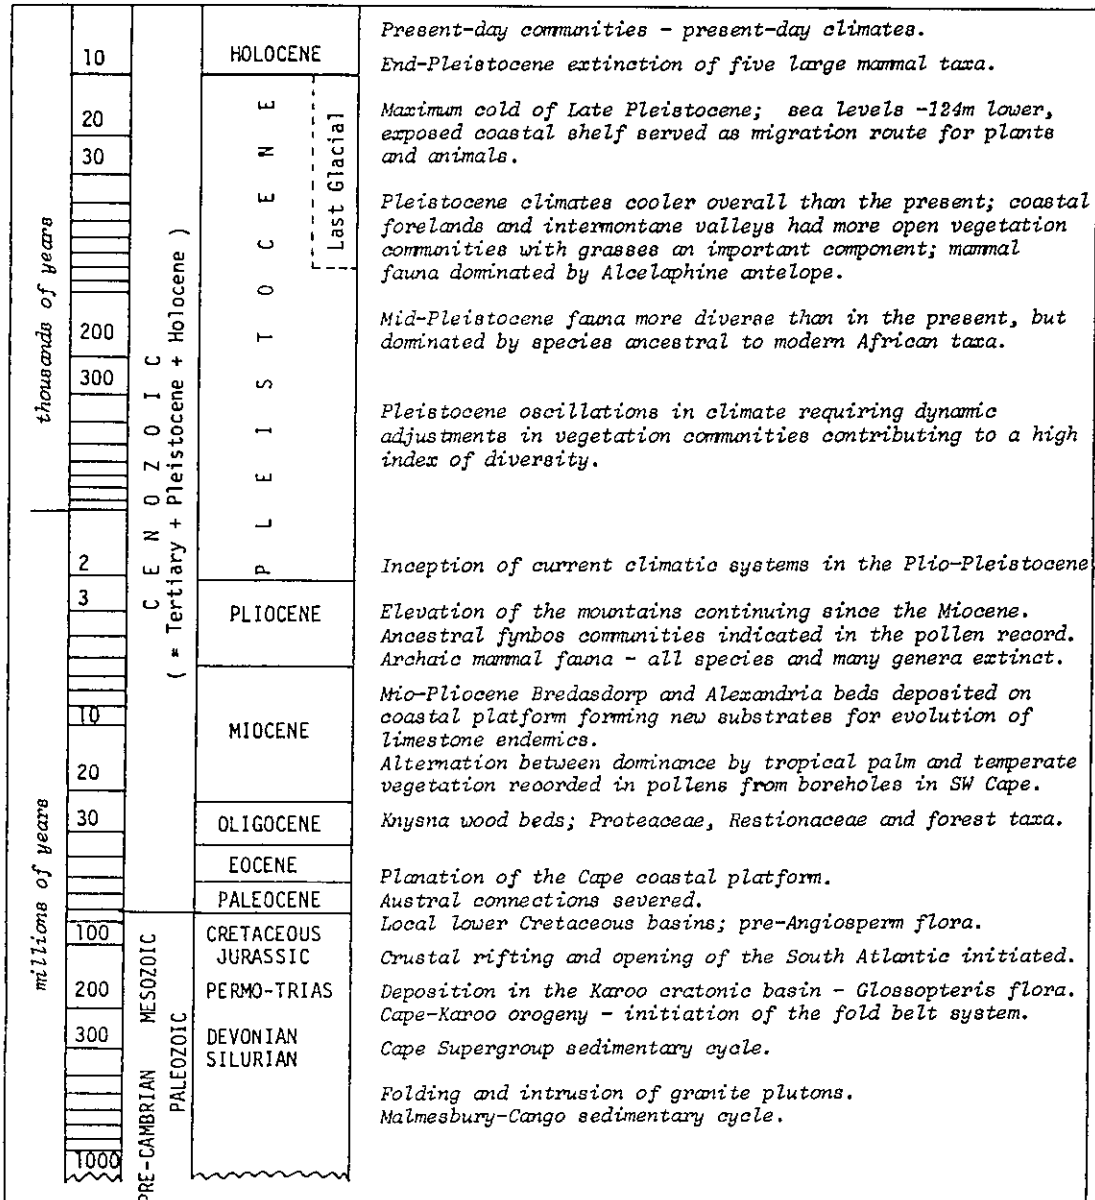 thousands of years
millions of years
10
20
30
200
300
2
3
10
20
30
100
200
300
1000
CENOZOIC
( = Tertiary + Pleistocene + Holocene )
MESOZOIC
PALEOZOIC
PRE-CAMBRIAN
HOLOCENE
PLEISTOCENE
Last Glacial
PLIOCENE
MIOCENE
OLIGOCENE
EOCENE
PALEOCENE
CRETACEOUS
JURASSIC
PERMO-TRIAS
DEVONIAN
SILURIAN
Present-day communities - present-day climates.
End-Pleistocene extinction of five large mammal taxa.
Maximum cold of Late Pleistocene; sea levels -124m lower,
exposed coastal shelf served as migration route for plants
and animals.
Pleistocene climates cooler overall than the present; coastal
forelands and intermontane valleys had more open vegetation
communities with grasses an important component; mammal
fauna dominated by Alcelaphine antelope.
Mid-Pleistocene fauna more diverse than in the present, but
dominated by species ancestral to modern African taxa.
Pleistocene oscillations in climate requiring dynamic
adjustments in vegetation communities contributing to a high
index of diversity.
Inception of current climatic systems in the Plio-Pleistocene
Elevation of the mountains continuing since the Miocene.
Ancestral fynbos communities indicated in the pollen record.
Archaic mammal fauna - all species and many genera extinct.
Mio-Pliocene Bredasdorp and Alexandria beds deposited on
coastal platform forming new substrates for evolution of
limestone endemics.
Alternation between dominance by tropical palm and temperate
vegetation recorded in pollens from boreholes in SW Cape.
Knysna wood beds; Proteaceae, Restionaceae and forest taxa.
Planation of the Cape coastal platform.
Austral connections severed.
Local lower Cretaceous basins; pre-Angiosperm flora.
Crustal rifting and opening of the South Atlantic initiated.
Deposition in the Karoo cratonic basin - Glossopteris flora.
Cape-Karoo orogeny - initiation of the fold belt system.
Cape Supergroup sedimentary cycle.
Folding and intrusion of granite plutons.
Malmesbury-Cango sedimentary cycle.